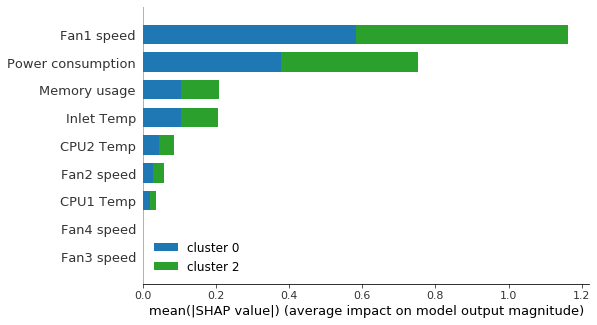 Fan1 speed
Power consumption
Memory usage
Inlet Temp
CPU2 Temp
Fan2 speed
CPU1 Temp
Fan4 speed
Fan3 speed
cluster 0
cluster 2
0.0 0.2 0.4 0.6 0.8 1.0 1.2
mean(|SHAP value|) (average impact on model output magnitude)